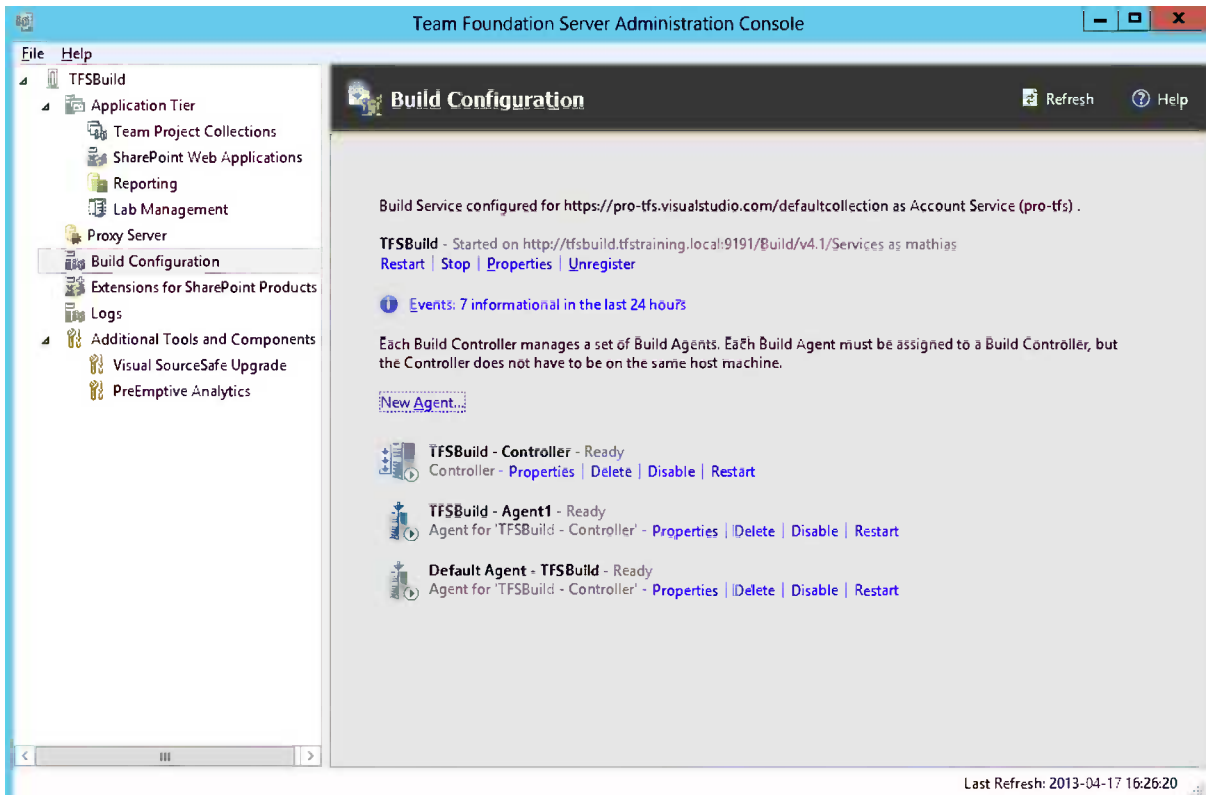 Team Foundation Server Administration Console
File Help
TFSBuild
Application Tier
Team Project Collections
SharePoint Web Applications
Reporting
Lab Management
Proxy Server
Build Configuration
Extensions for SharePoint Products
Logs
Additional Tools and Components
Visual SourceSafe Upgrade
PreEmptive Analytics
Build Configuration
Refresh
Help
Build Service configured for https://pro-tfs.visualstudio.com/defaultcollection as Account Service (pro-tfs) .
TFSBuild - Started on http://tfsbuild.tfstraining.local:9191/Build/v4.1/Services as mathias
Restart | Stop | Properties | Unregister
Events: 7 informational in the last 24 hours
Each Build Controller manages a set of Build Agents. Each Build Agent must be assigned to a Build Controller, but
the Controller does not have to be on the same host machine.
New Agent...
TFSBuild - Controller - Ready
Controller - Properties | Delete | Disable | Restart
TFSBuild - Agent1 - Ready
Agent for 'TFSBuild - Controller' - Properties | Delete | Disable | Restart
Default Agent - TFSBuild - Ready
Agent for 'TFSBuild - Controller' - Properties | Delete | Disable | Restart
Last Refresh: 2013-04-17 16:26:20